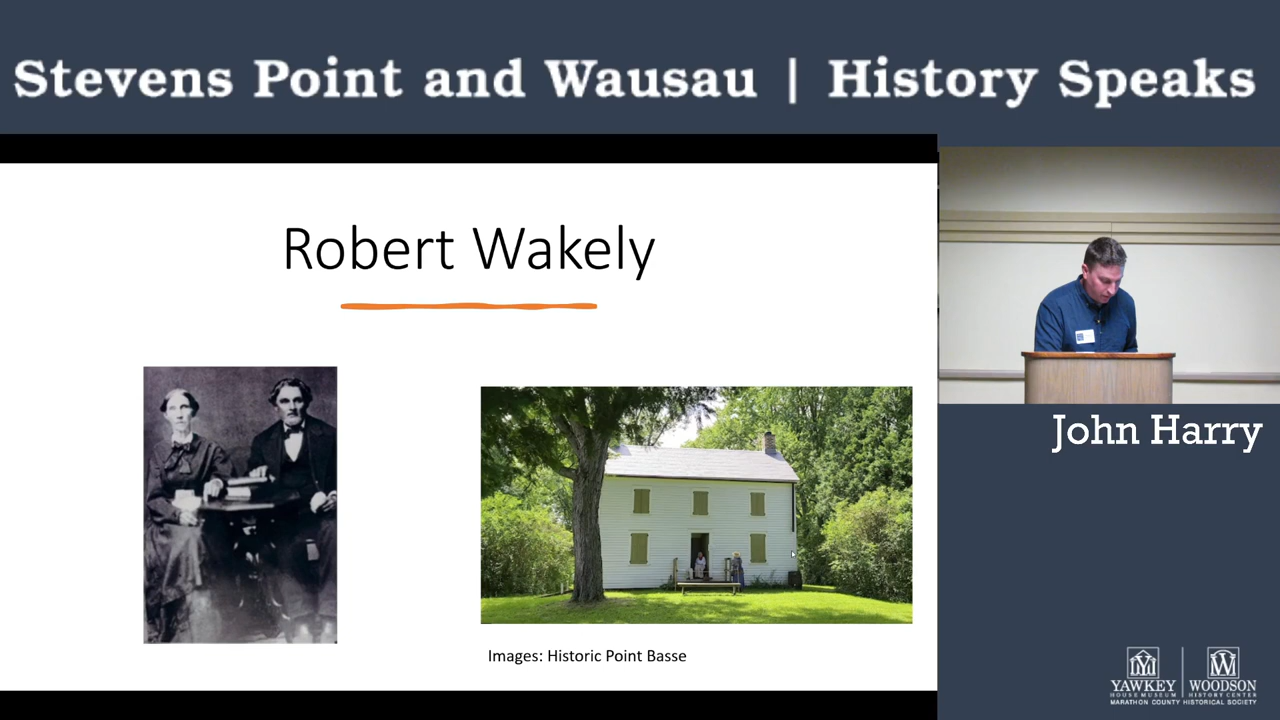 Stevens Point and Wausau | History Speaks
Robert Wakely
Images: Historic Point Basse
John Harry
YAWKEY
HOUSE MUSEUM
WOODSON
HISTORY CENTER
MARATHON COUNTY HISTORICAL SOCIETY